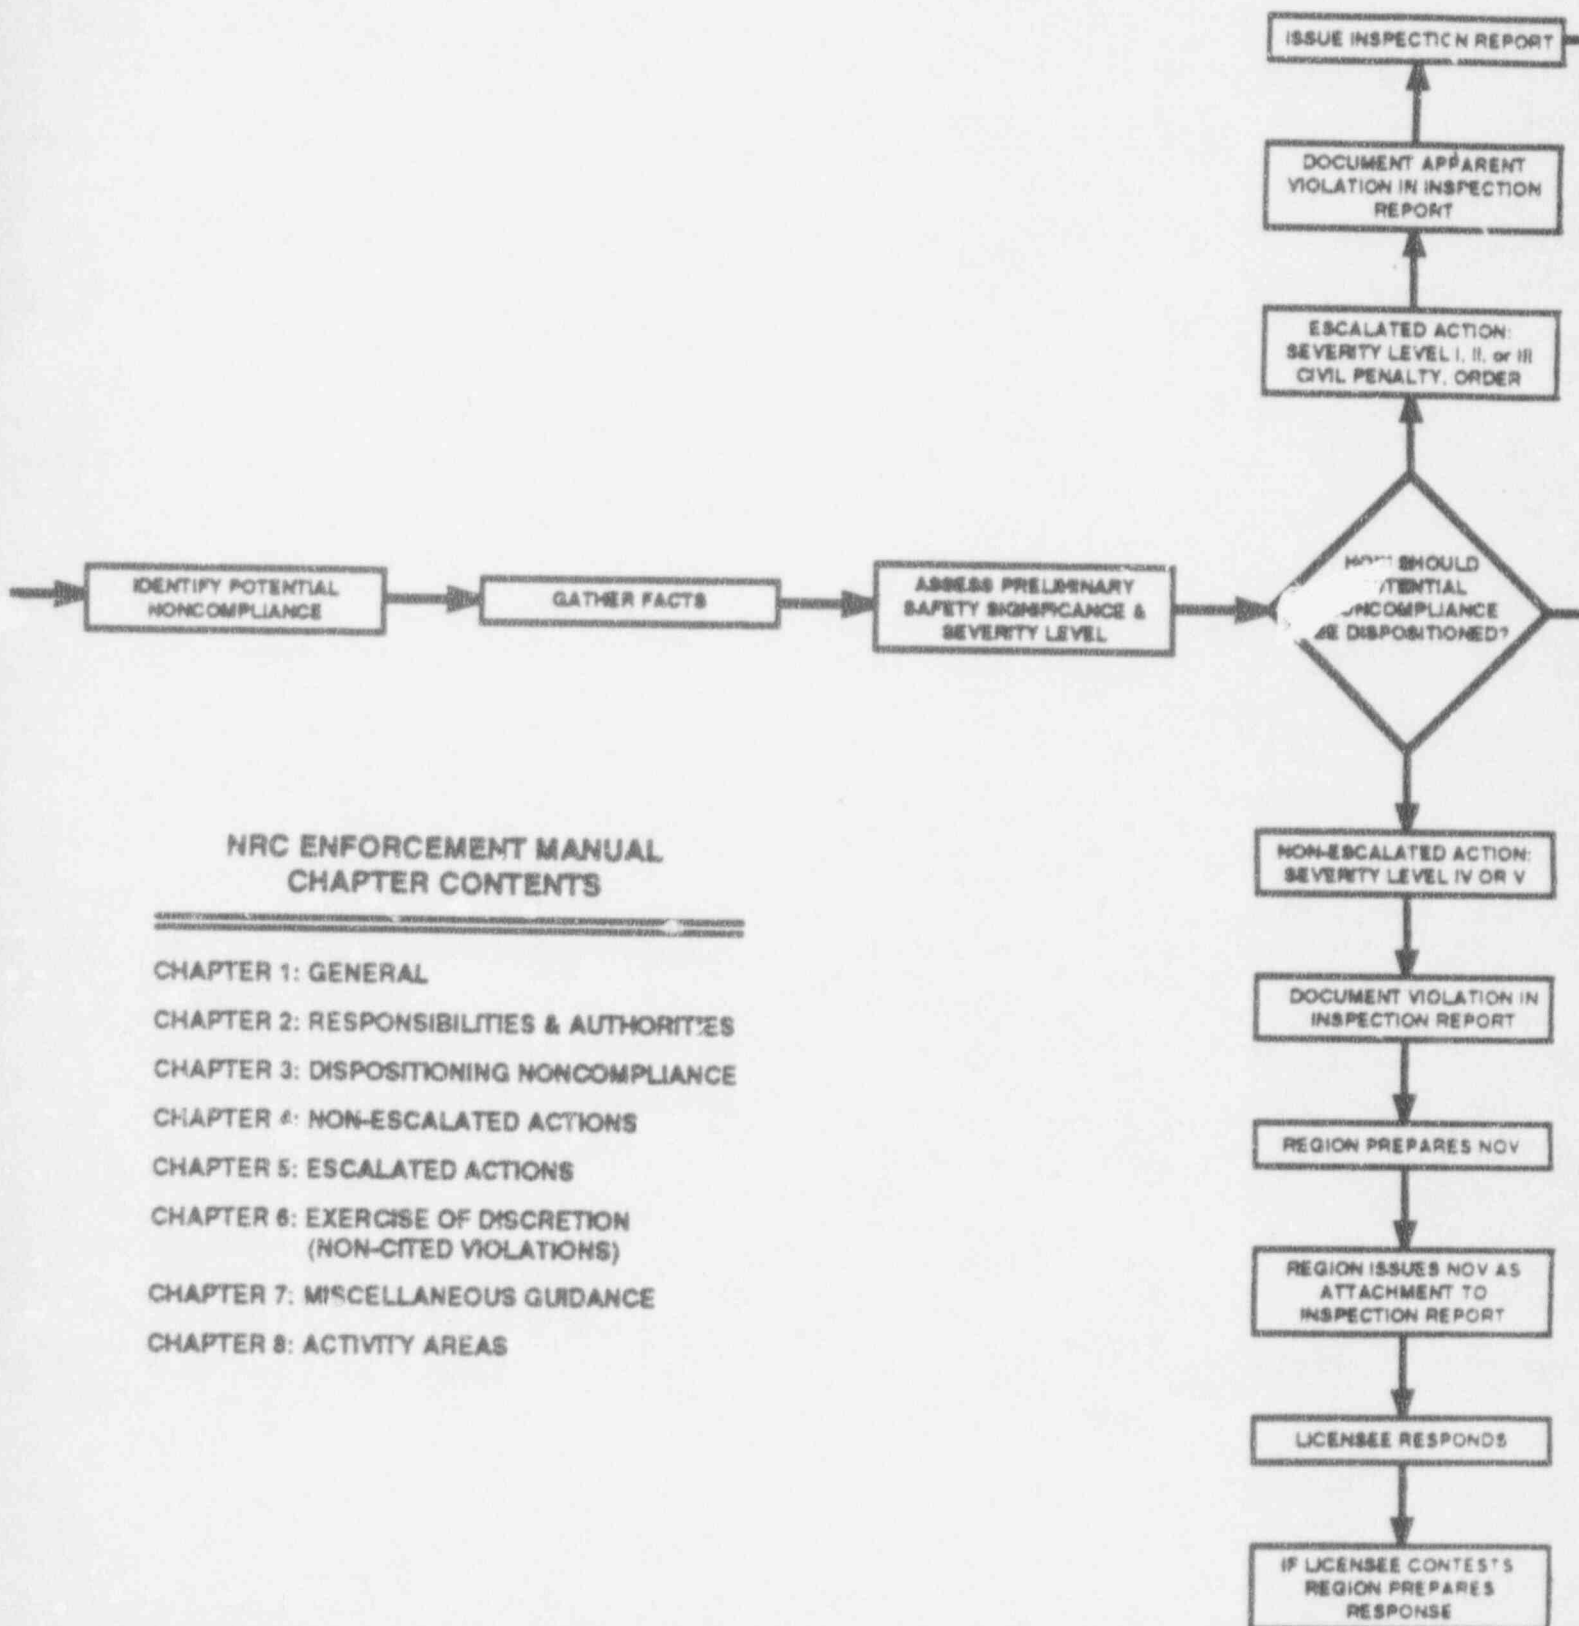 ISSUE INSPECTION REPORT
DOCUMENT APPARENT
VIOLATION IN INSPECTION
REPORT
ESCALATED ACTION:
SEVERITY LEVEL I, II, or III
CIVIL PENALTY, ORDER
IDENTIFY POTENTIAL
NONCOMPLIANCE
GATHER FACTS
ASSESS PRELIMINARY
SAFETY SIGNIFICANCE &
SEVERITY LEVEL
SHOULD
TENTIAL
NCOMPLIANCE
BE DISPOSITIONED?
NON-ESCALATED ACTION:
SEVERITY LEVEL IV OR V
DOCUMENT VIOLATION IN
INSPECTION REPORT
REGION PREPARES NOV
REGION ISSUES NOV AS
ATTACHMENT TO
INSPECTION REPORT
LICENSEE RESPONDS
IF LICENSEE CONTESTS
REGION PREPARES
RESPONSE
NRC ENFORCEMENT MANUAL
CHAPTER CONTENTS
CHAPTER 1: GENERAL
CHAPTER 2: RESPONSIBILITIES & AUTHORITIES
CHAPTER 3: DISPOSITIONING NONCOMPLIANCE
CHAPTER 4: NON-ESCALATED ACTIONS
CHAPTER 5: ESCALATED ACTIONS
CHAPTER 6: EXERCISE OF DISCRETION
(NON-CITED VIOLATIONS)
CHAPTER 7: MISCELLANEOUS GUIDANCE
CHAPTER 8: ACTIVITY AREAS